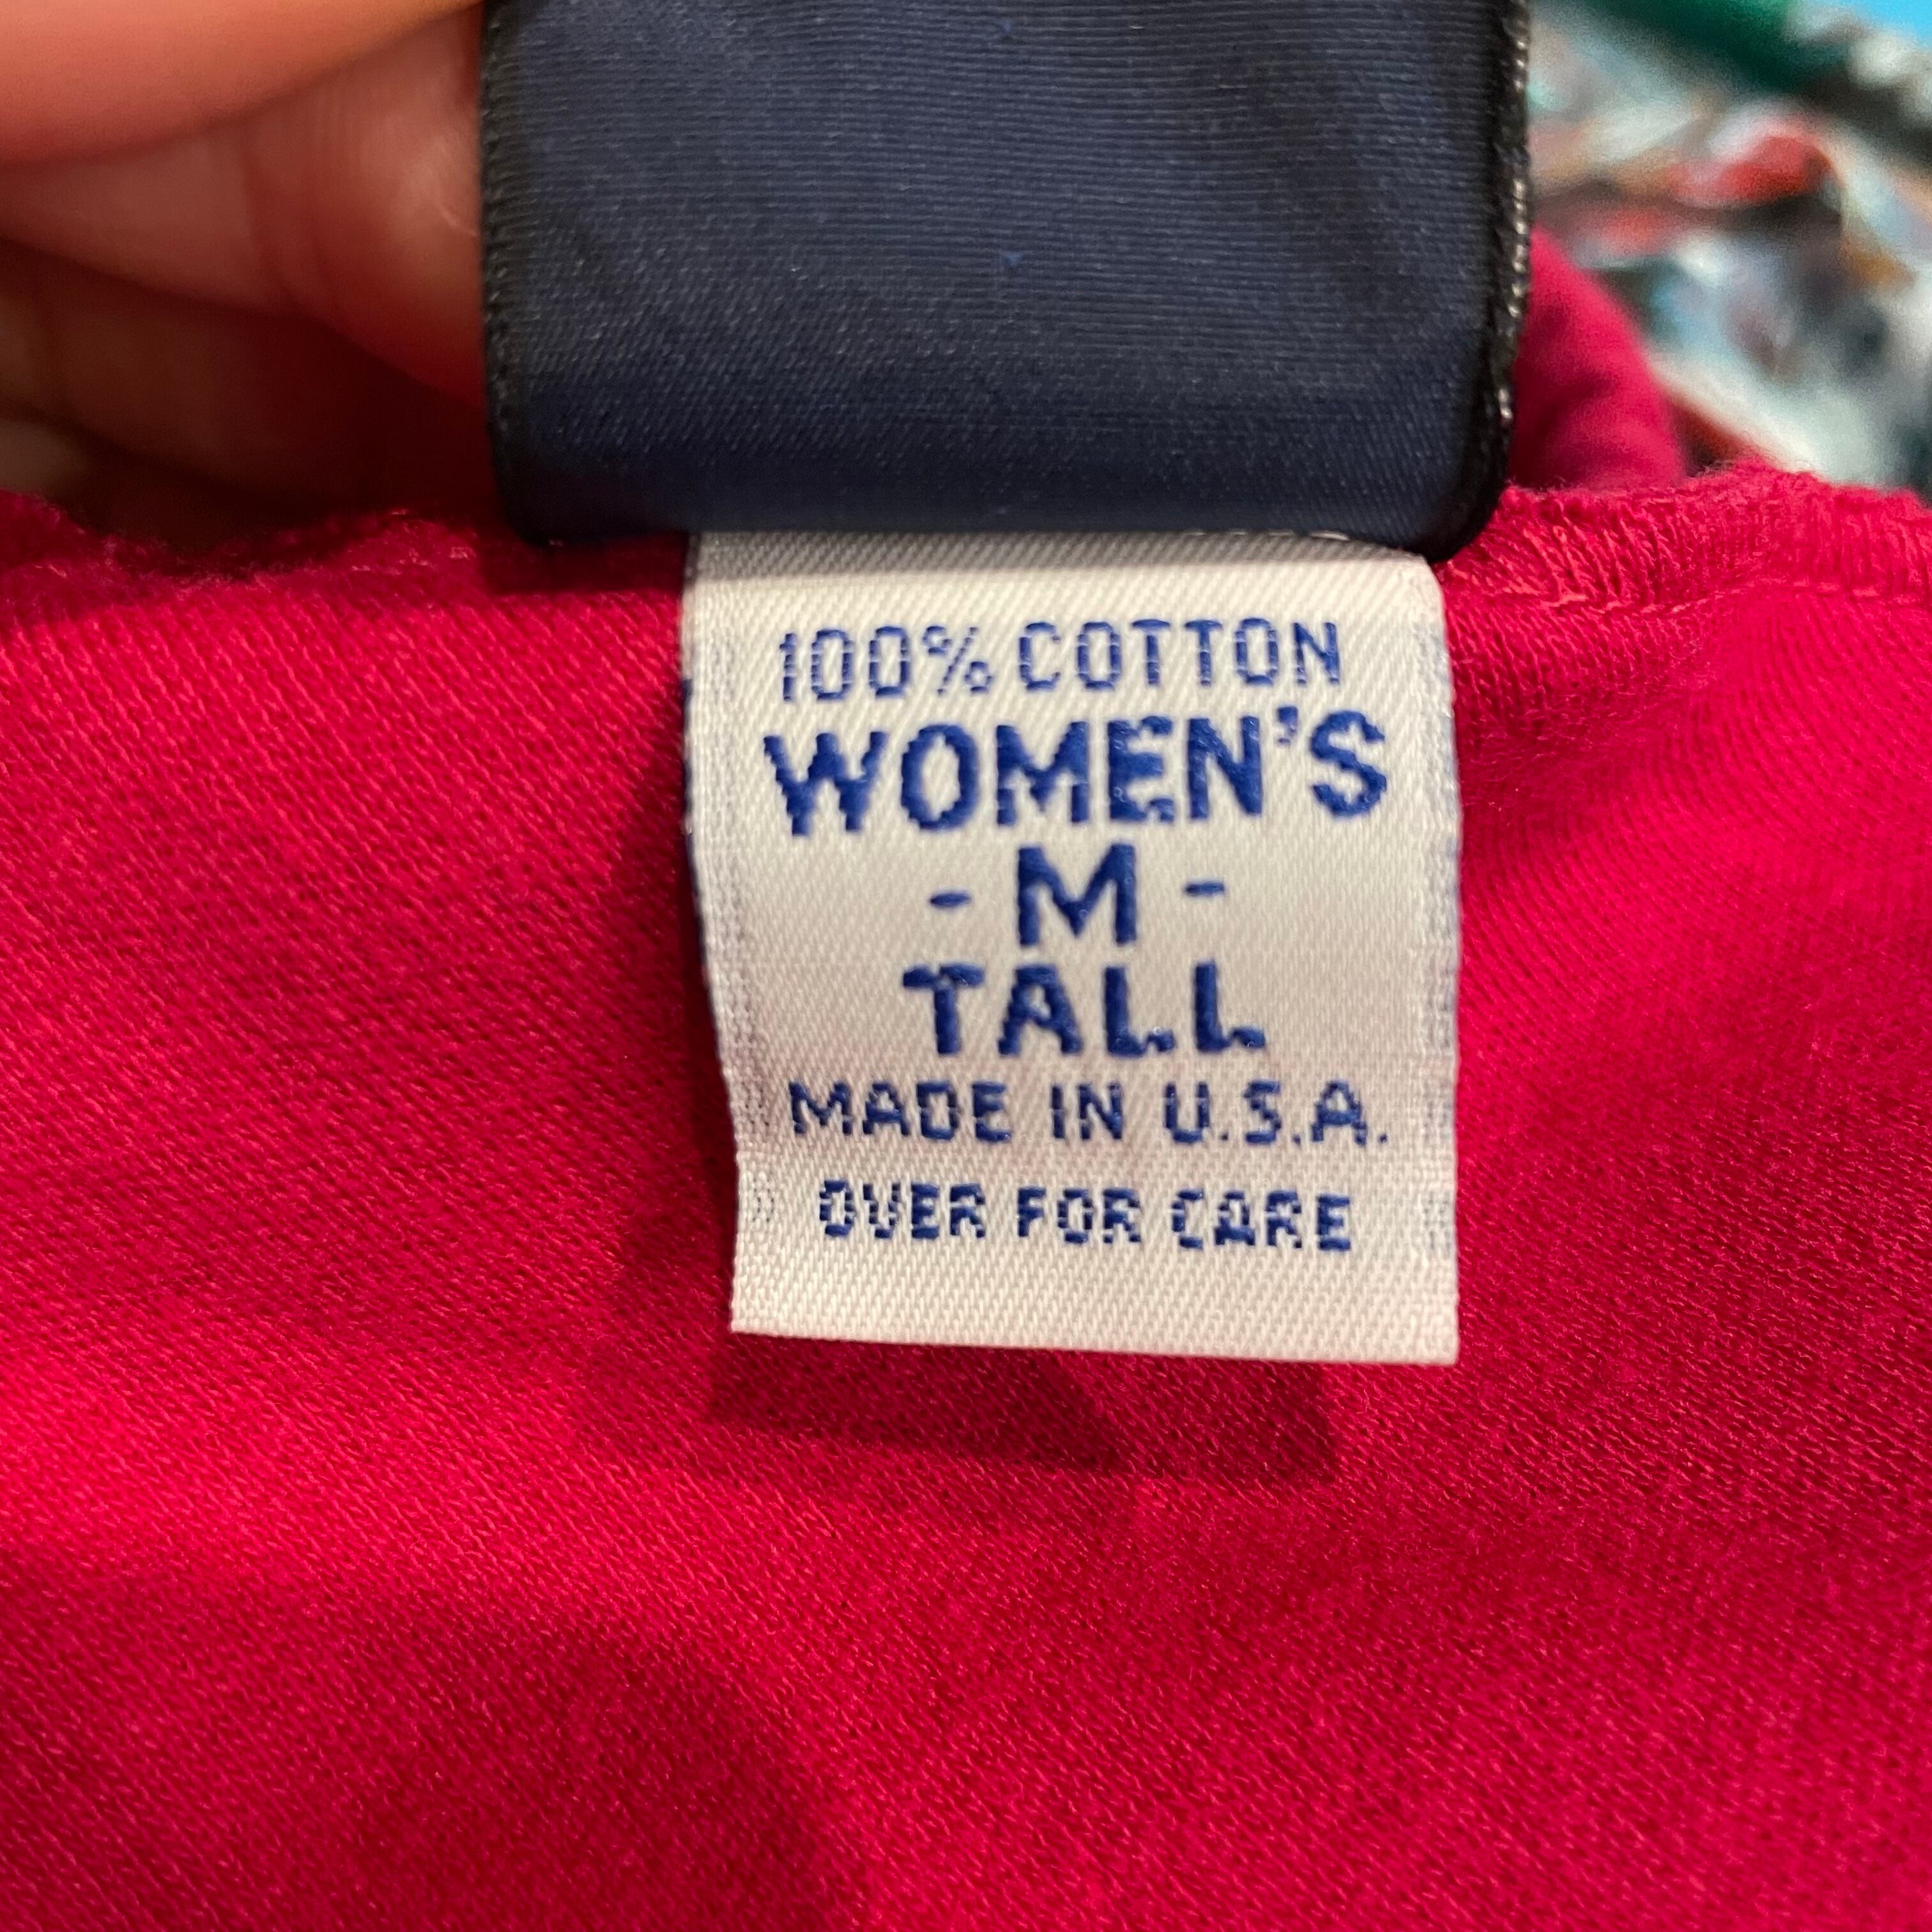 100% COTTON
WOMEN'S
- M -
TALL
MADE IN U.S.A.
OVER FOR CARE